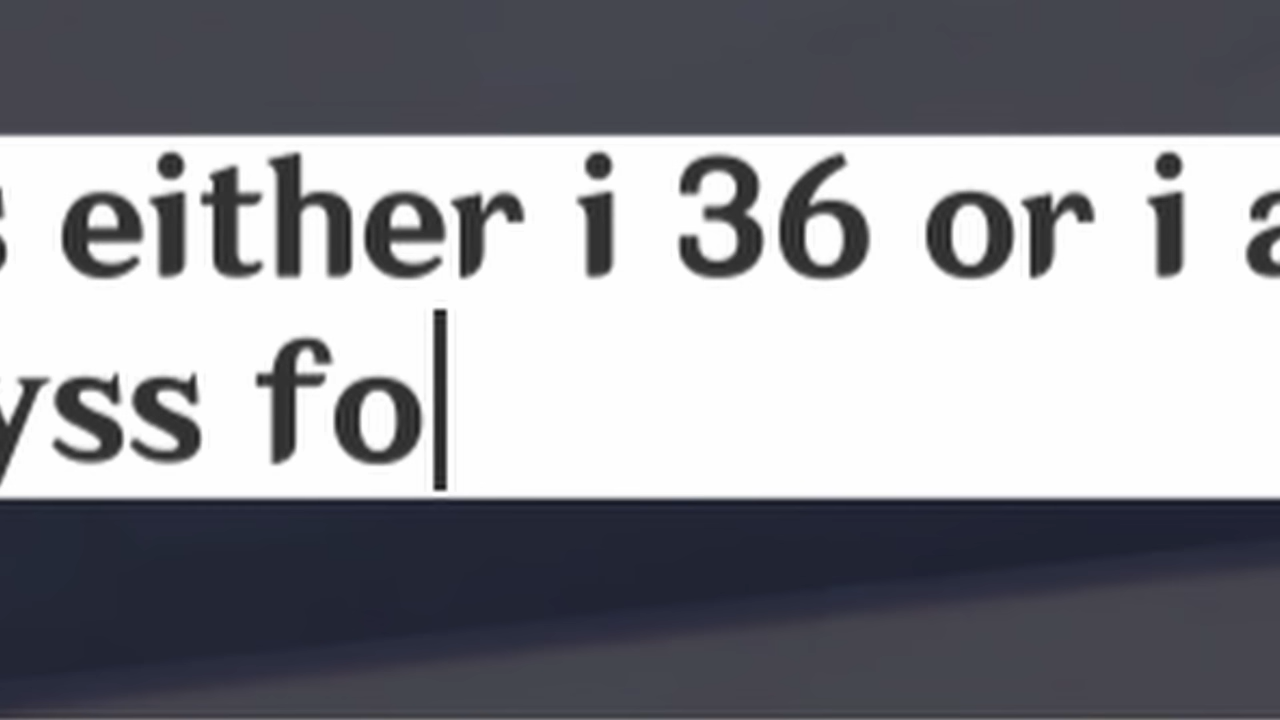 s either i 36 or i a
yss fo